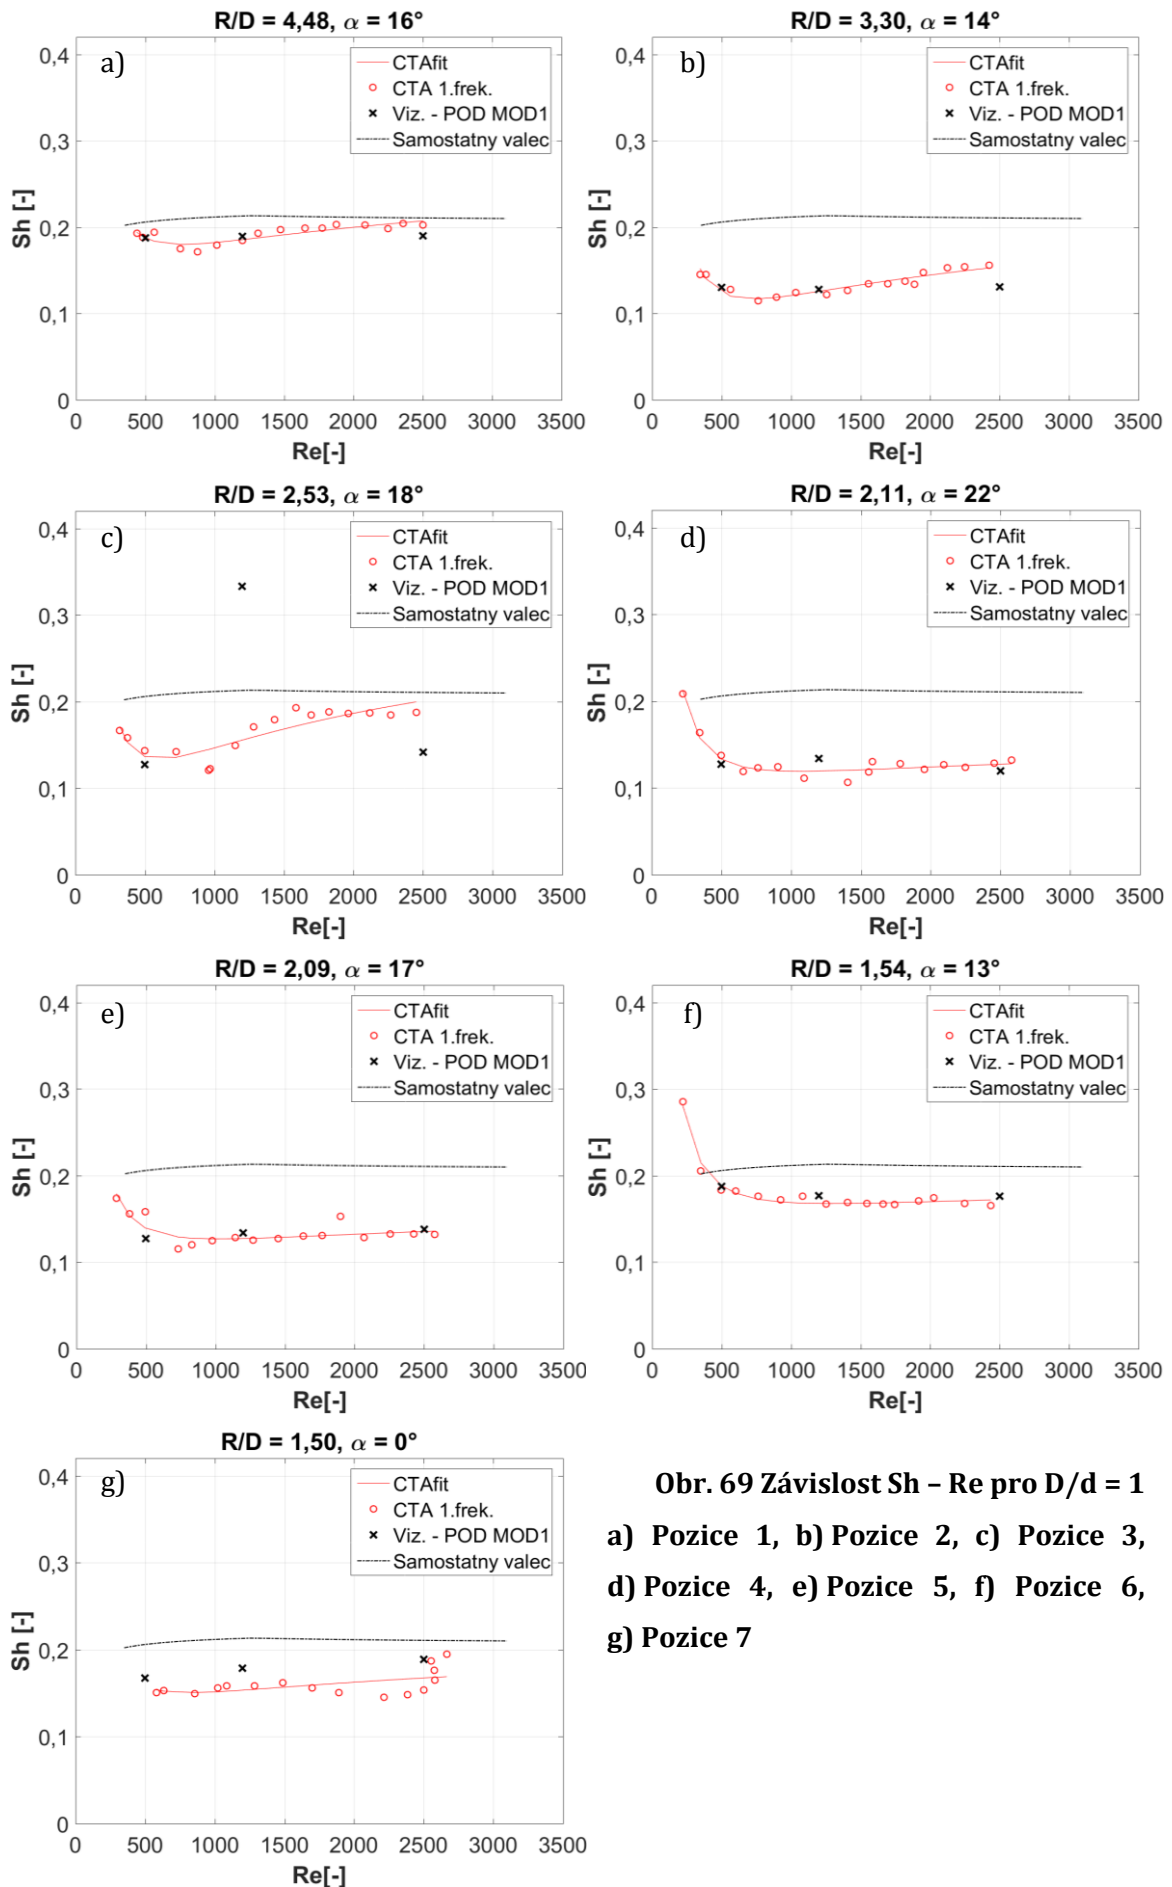 R/D = 4,48, α = 16°
a)
CTAfit
CTA 1.frek.
Viz. - POD MOD1
Samostatny valec
0,4
0,3
0,2
0,1
0
Sh [-]
0 500 1000 1500 2000 2500 3000 3500
Re[-]
R/D = 3,30, α = 14°
b)
CTAfit
CTA 1.frek.
Viz. - POD MOD1
Samostatny valec
0,4
0,3
0,2
0,1
0
Sh [-]
0 500 1000 1500 2000 2500 3000 3500
Re[-]
R/D = 2,53, α = 18°
c)
CTAfit
CTA 1.frek.
Viz. - POD MOD1
Samostatny valec
0,4
0,3
0,2
0,1
0
Sh [-]
0 500 1000 1500 2000 2500 3000 3500
Re[-]
R/D = 2,11, α = 22°
d)
CTAfit
CTA 1.frek.
Viz. - POD MOD1
Samostatny valec
0,4
0,3
0,2
0,1
0
Sh [-]
0 500 1000 1500 2000 2500 3000 3500
Re[-]
R/D = 2,09, α = 17°
e)
CTAfit
CTA 1.frek.
Viz. - POD MOD1
Samostatny valec
0,4
0,3
0,2
0,1
0
Sh [-]
0 500 1000 1500 2000 2500 3000 3500
Re[-]
R/D = 1,54, α = 13°
f)
CTAfit
CTA 1.frek.
Viz. - POD MOD1
Samostatny valec
0,4
0,3
0,2
0,1
0
Sh [-]
0 500 1000 1500 2000 2500 3000 3500
Re[-]
R/D = 1,50, α = 0°
g)
CTAfit
CTA 1.frek.
Viz. - POD MOD1
Samostatny valec
0,4
0,3
0,2
0,1
0
Sh [-]
0 500 1000 1500 2000 2500 3000 3500
Re[-]
Obr. 69 Závislost Sh – Re pro D/d = 1
a) Pozice 1, b) Pozice 2, c) Pozice 3,
d) Pozice 4, e) Pozice 5, f) Pozice 6,
g) Pozice 7